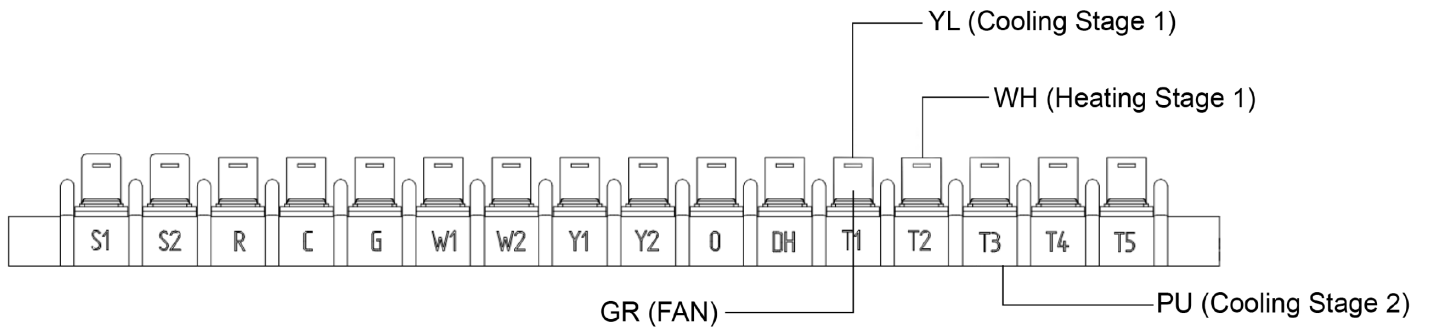 YL (Cooling Stage 1)
WH (Heating Stage 1)
S1 S2 R C G W1 W2 Y1 Y2 O DH T1 T2 T3 T4 T5
GR (FAN)
PU (Cooling Stage 2)